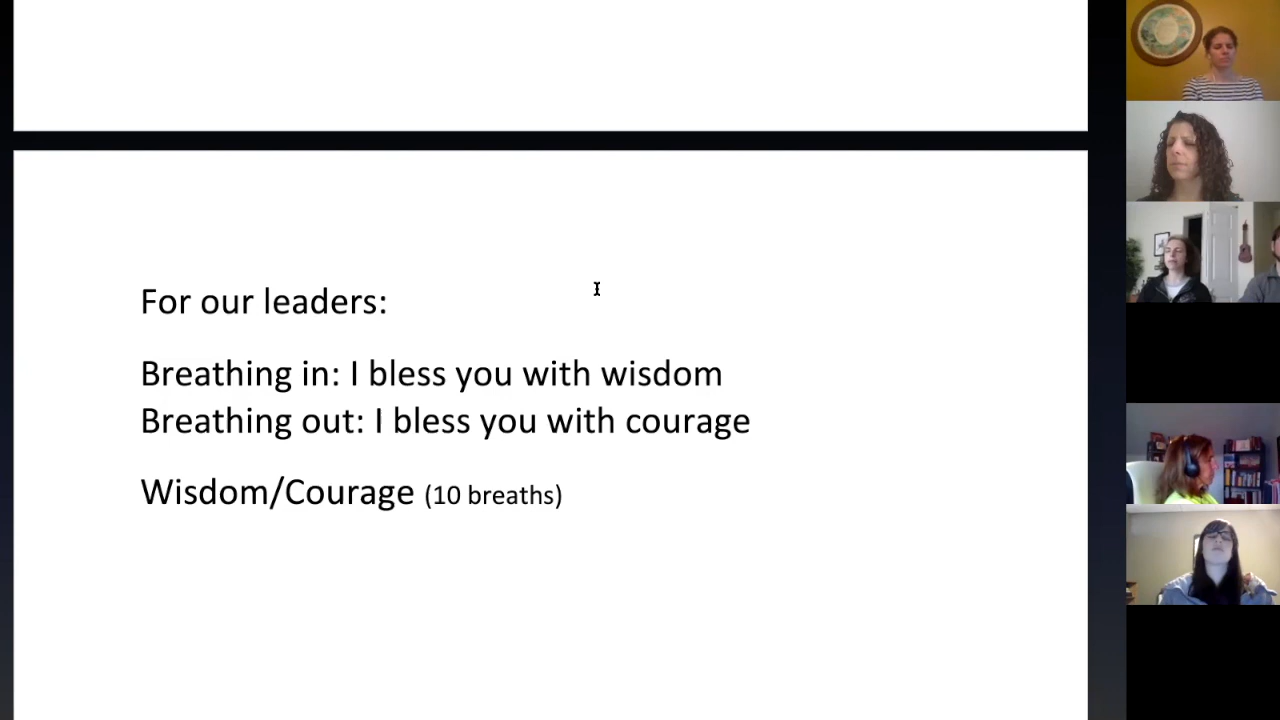 For our leaders:
Breathing in: I bless you with wisdom
Breathing out: I bless you with courage
Wisdom/Courage (10 breaths)